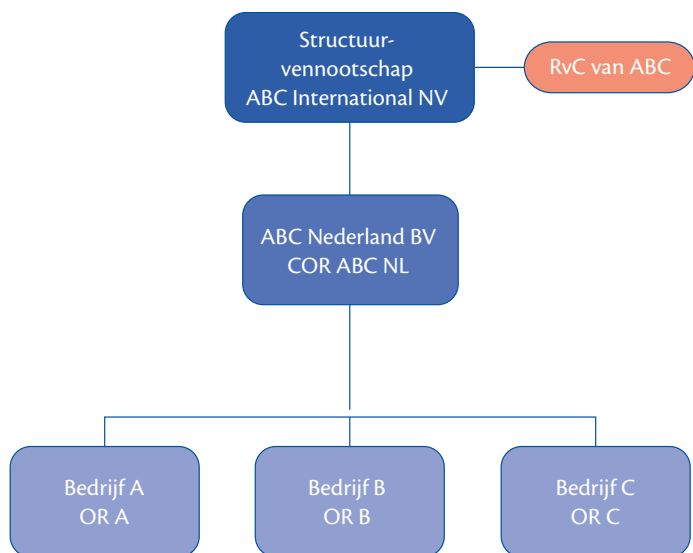 Structuur-
vennootschap
ABC International NV
RvC van ABC
ABC Nederland BV
COR ABC NL
Bedrijf A
OR A
Bedrijf B
OR B
Bedrijf C
OR C